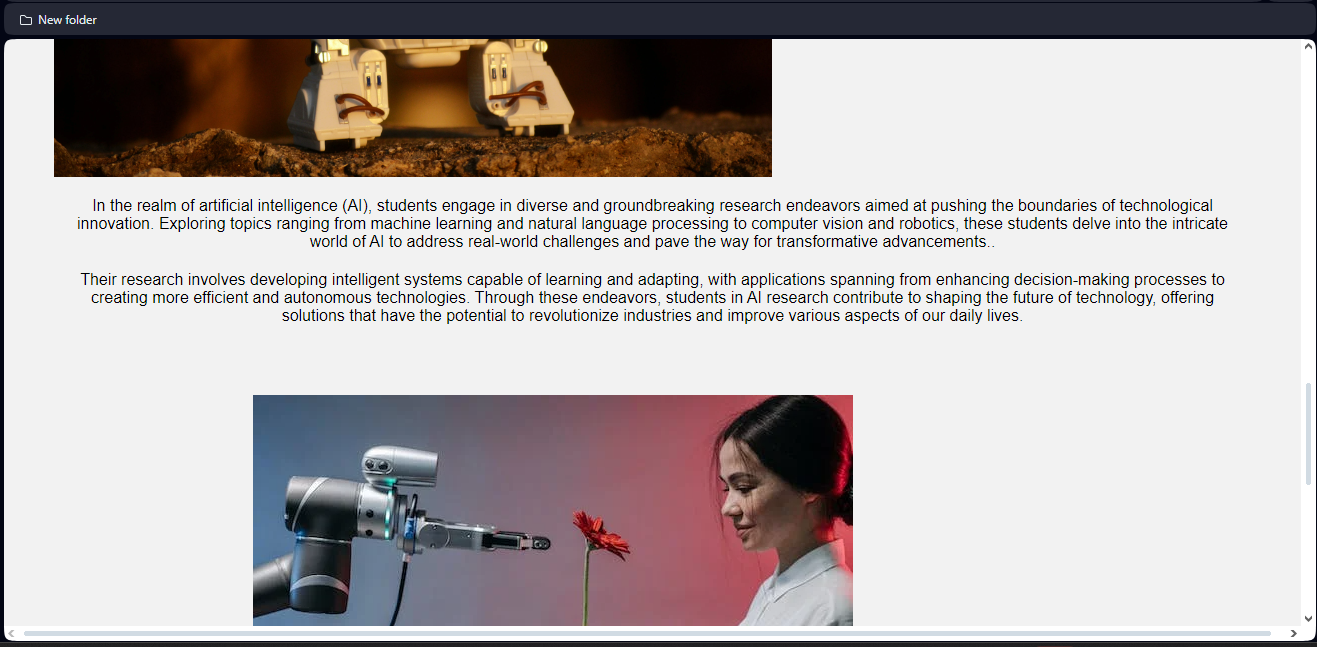 New folder
In the realm of artificial intelligence (AI), students engage in diverse and groundbreaking research endeavors aimed at pushing the boundaries of technological
innovation. Exploring topics ranging from machine learning and natural language processing to computer vision and robotics, these students delve into the intricate
world of AI to address real-world challenges and pave the way for transformative advancements..
Their research involves developing intelligent systems capable of learning and adapting, with applications spanning from enhancing decision-making processes to
creating more efficient and autonomous technologies. Through these endeavors, students in AI research contribute to shaping the future of technology, offering
solutions that have the potential to revolutionize industries and improve various aspects of our daily lives.